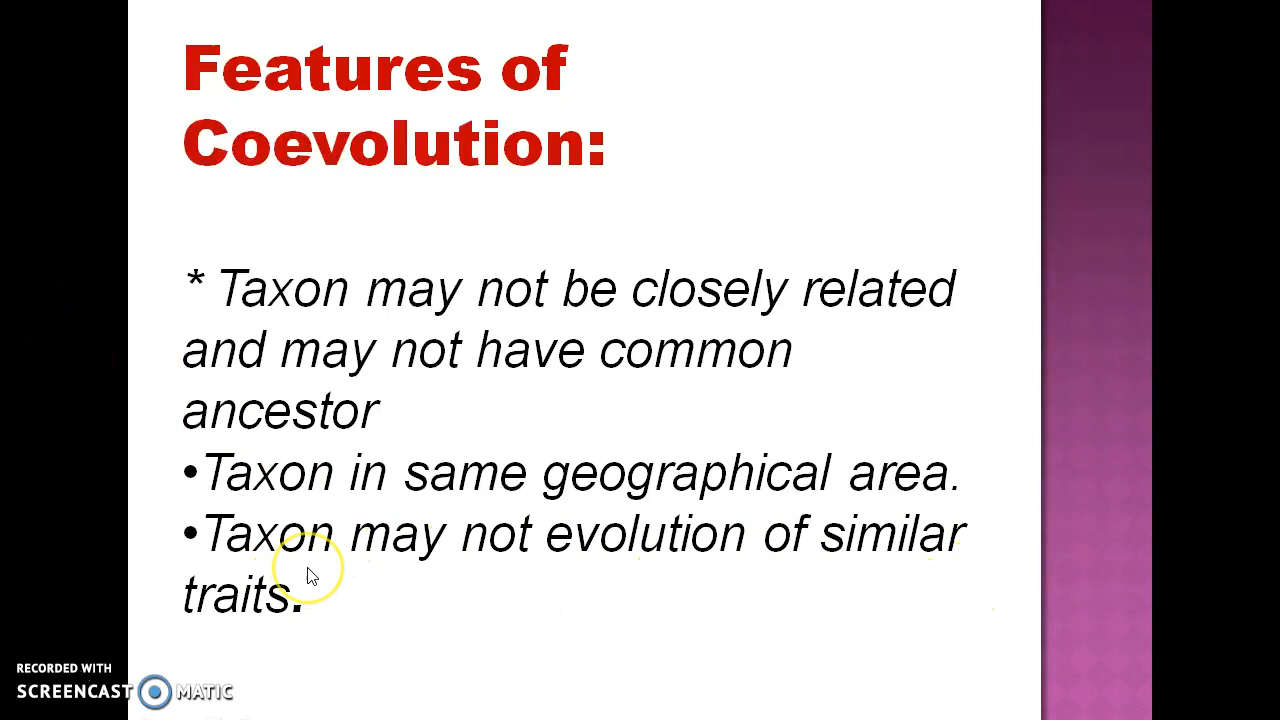 Features of
Coevolution:
* Taxon may not be closely related
and may not have common
ancestor
•Taxon in same geographical area.
•Taxon may not evolution of similar
traits.
RECORDED WITH
SCREENCAST MATIC